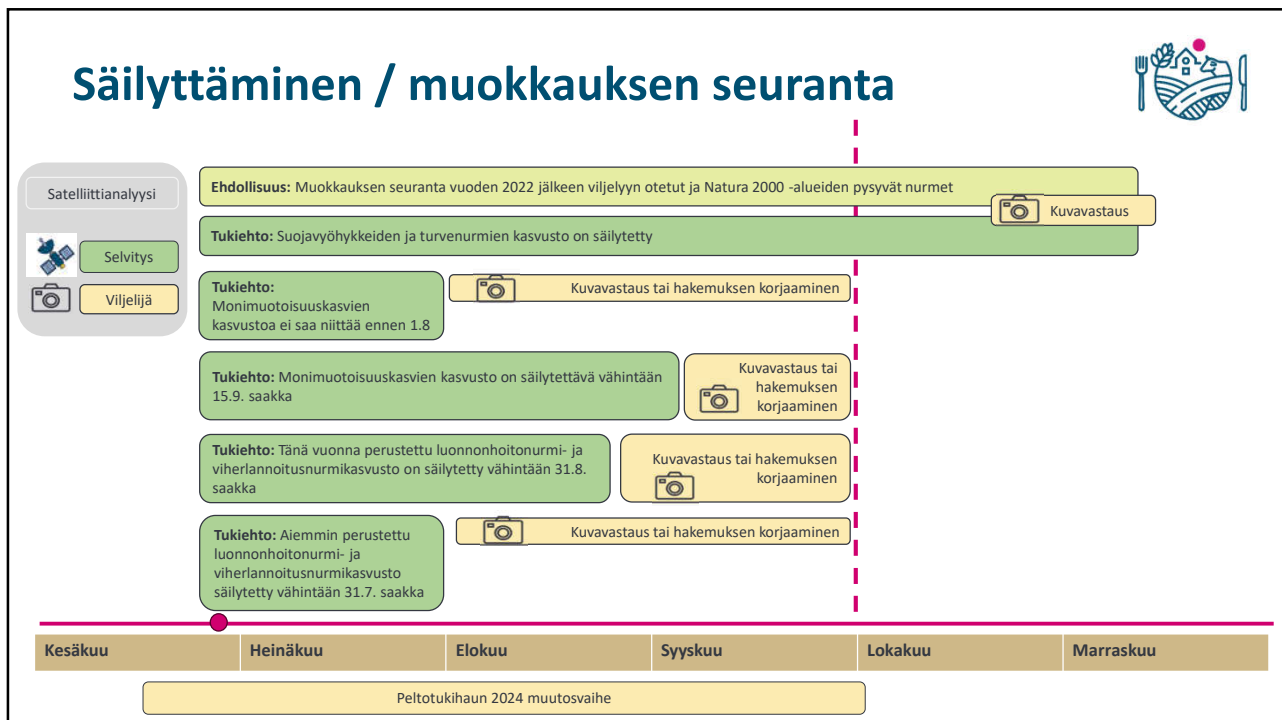 Säilyttäminen / muokkauksen seuranta
Satelliittianalyysi
Selvitys
Viljelijä
Ehdollisuus: Muokkauksen seuranta vuoden 2022 jälkeen viljelyyn otetut ja Natura 2000 -alueiden pysyvät nurmet
Kuvavastaus
Tukiehto: Suojavyöhykkeiden ja turvenurmien kasvusto on säilytetty
Tukiehto:
Monimuotoisuuskasvien
kasvustoa ei saa niittää ennen 1.8
Kuvavastaus tai hakemuksen korjaaminen
Tukiehto: Monimuotoisuuskasvien kasvusto on säilytettävä vähintään
15.9. saakka
Kuvavastaus tai
hakemuksen
korjaaminen
Tukiehto: Tänä vuonna perustettu luonnonhoitonurmi- ja
viherlannoitusnurmikasvusto on säilytetty vähintään 31.8.
saakka
Kuvavastaus tai hakemuksen
korjaaminen
Tukiehto: Aiemmin perustettu
luonnonhoitonurmi- ja
viherlannoitusnurmikasvusto
säilytetty vähintään 31.7. saakka
Kuvavastaus tai hakemuksen korjaaminen
Kesäkuu Heinäkuu Elokuu Syyskuu Lokakuu Marraskuu
Peltotukihaun 2024 muutosvaihe